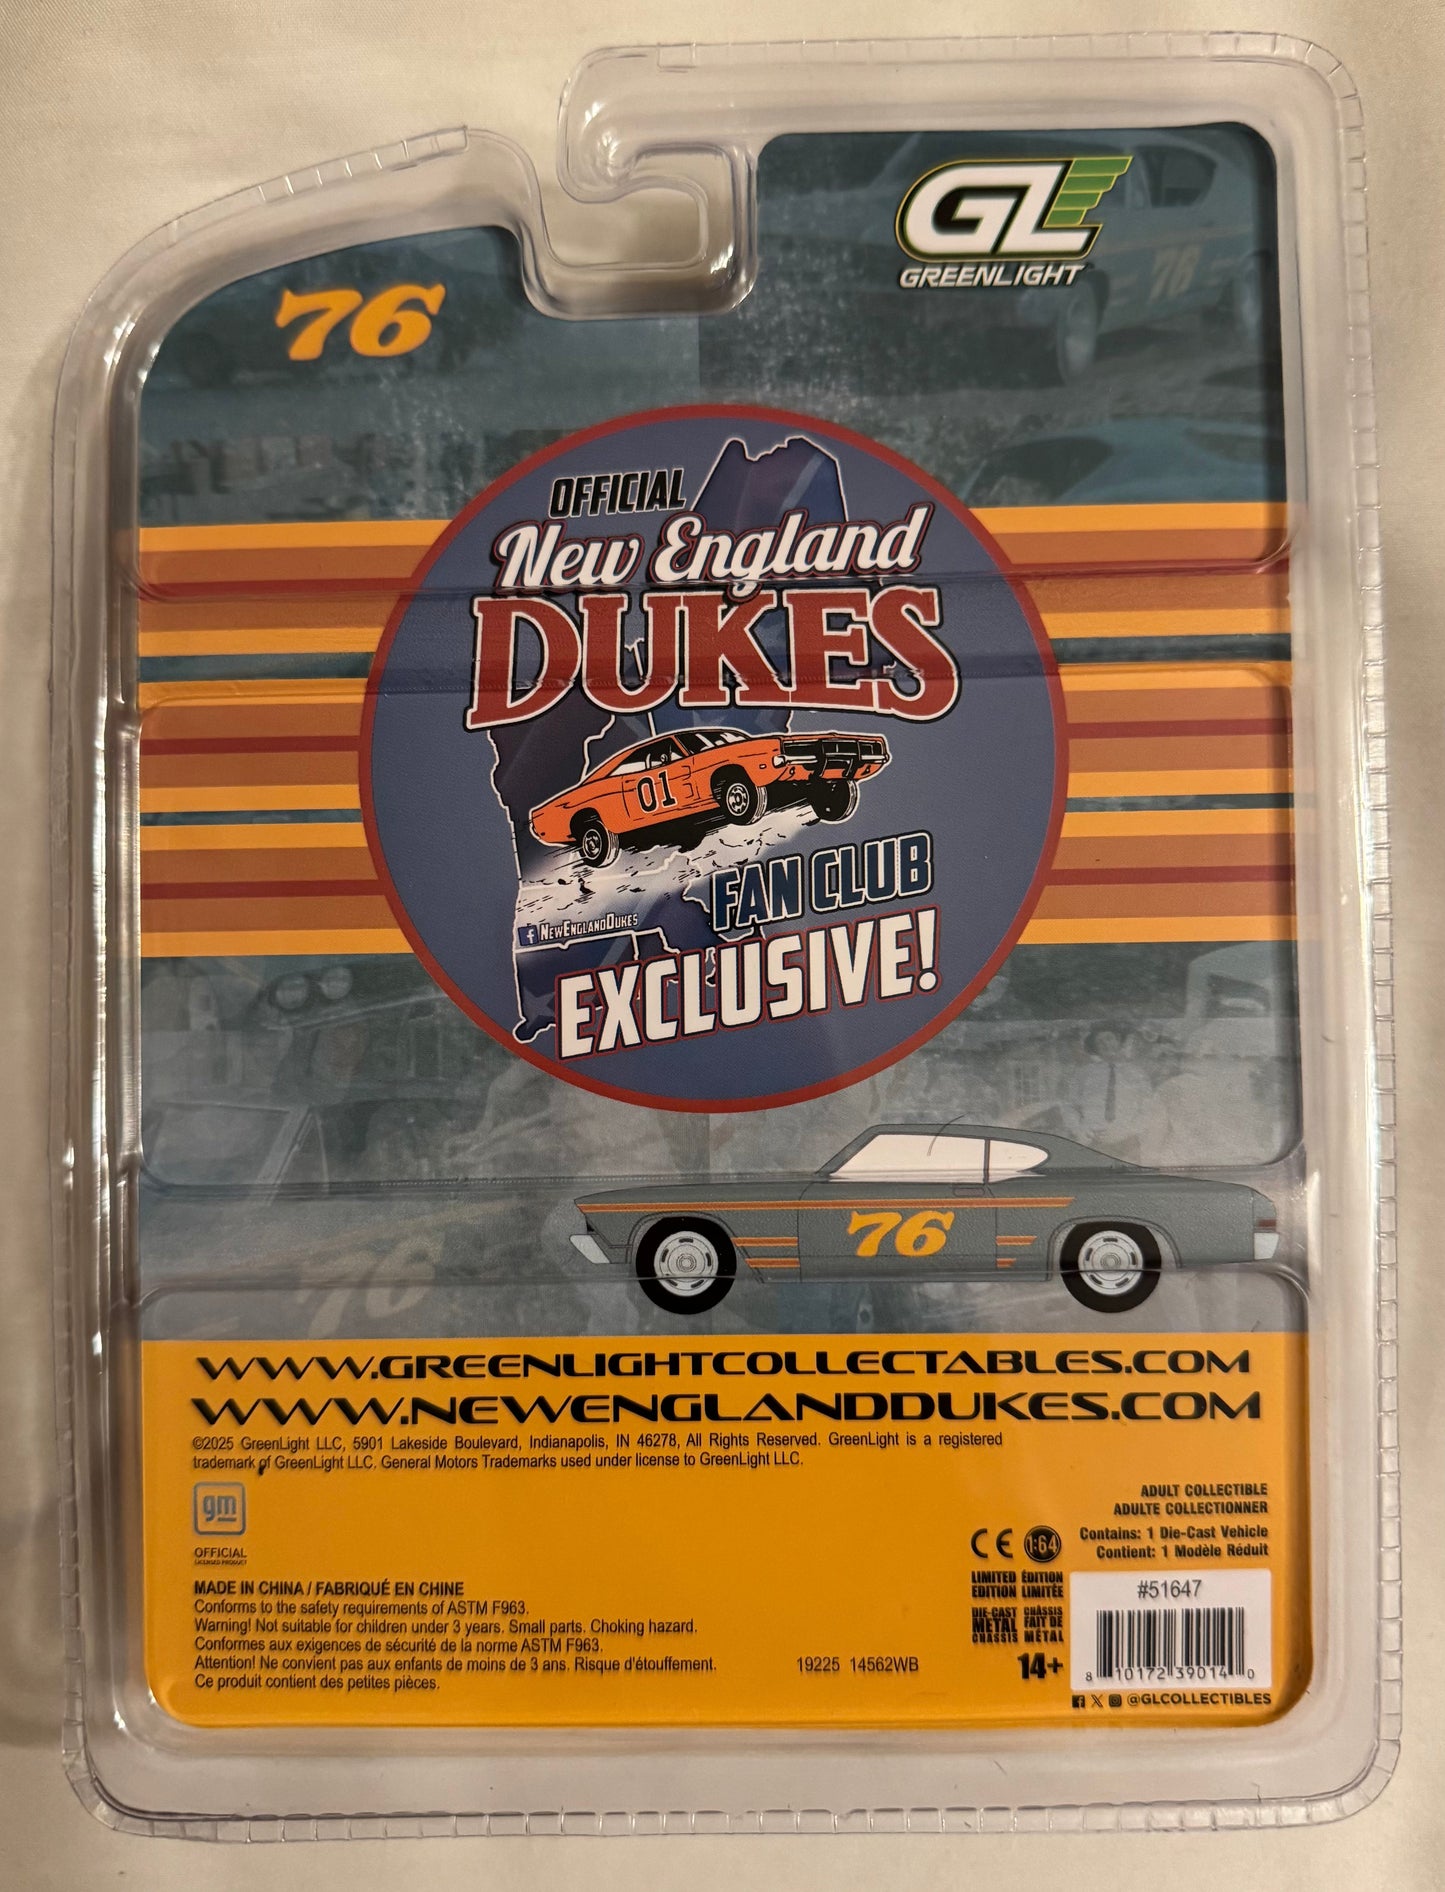 76
GL
GREENLIGHT
76
OFFICIAL
New England
DUKES
01
FAN CLUB
NEWENGLANDDUKES
EXCLUSIVE!
76
76
WWW.GREENLIGHTCOLLECTABLES.COM
WWW.NEWENGLANDDUKES.COM
©2025 GreenLight LLC, 5901 Lakeside Boulevard, Indianapolis, IN 46278, All Rights Reserved. GreenLight is a registered
trademark of GreenLight LLC. General Motors Trademarks used under license to GreenLight LLC.
gm
OFFICIAL
LICENSED PRODUCT
MADE IN CHINA / FABRIQUÉ EN CHINE
Conforms to the safety requirements of ASTM F963.
Warning! Not suitable for children under 3 years. Small parts. Choking hazard.
Conformes aux exigences de sécurité de la norme ASTM F963.
Attention! Ne convient pas aux enfants de moins de 3 ans. Risque d'étouffement.
Ce produit contient des petites pièces.
19225 14562WB
ADULT COLLECTIBLE
ADULTE COLLECTIONNER
Contains: 1 Die-Cast Vehicle
Contient: 1 Modèle Réduit
CE 1:64
LIMITED ÉDITION
EDITION LIMITÉE
DIE-CAST CHÂSSIS
METAL FAIT DE
CHASSIS MÉTAL
14+
#51647
8 10172 39014 0
@GLCOLLECTIBLES